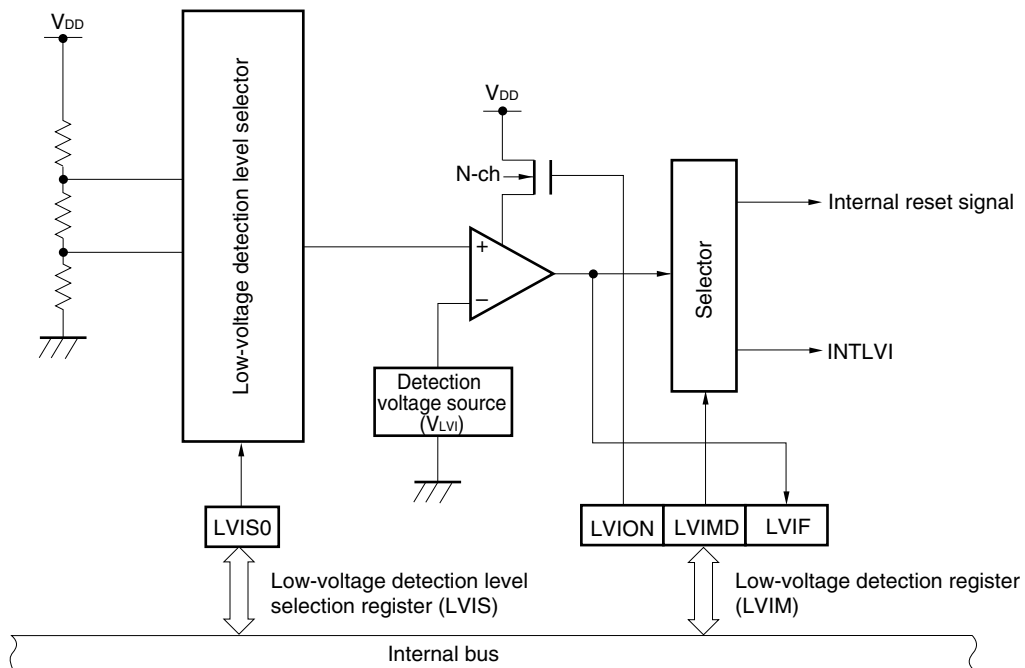 VDD
Low-voltage detection level selector
VDD
N-ch
+
−
Detection
voltage source
(VLVI)
Selector
Internal reset signal
INTLVI
LVIS0
LVION
LVIMD
LVIF
Low-voltage detection level
selection register (LVIS)
Low-voltage detection register
(LVIM)
Internal bus